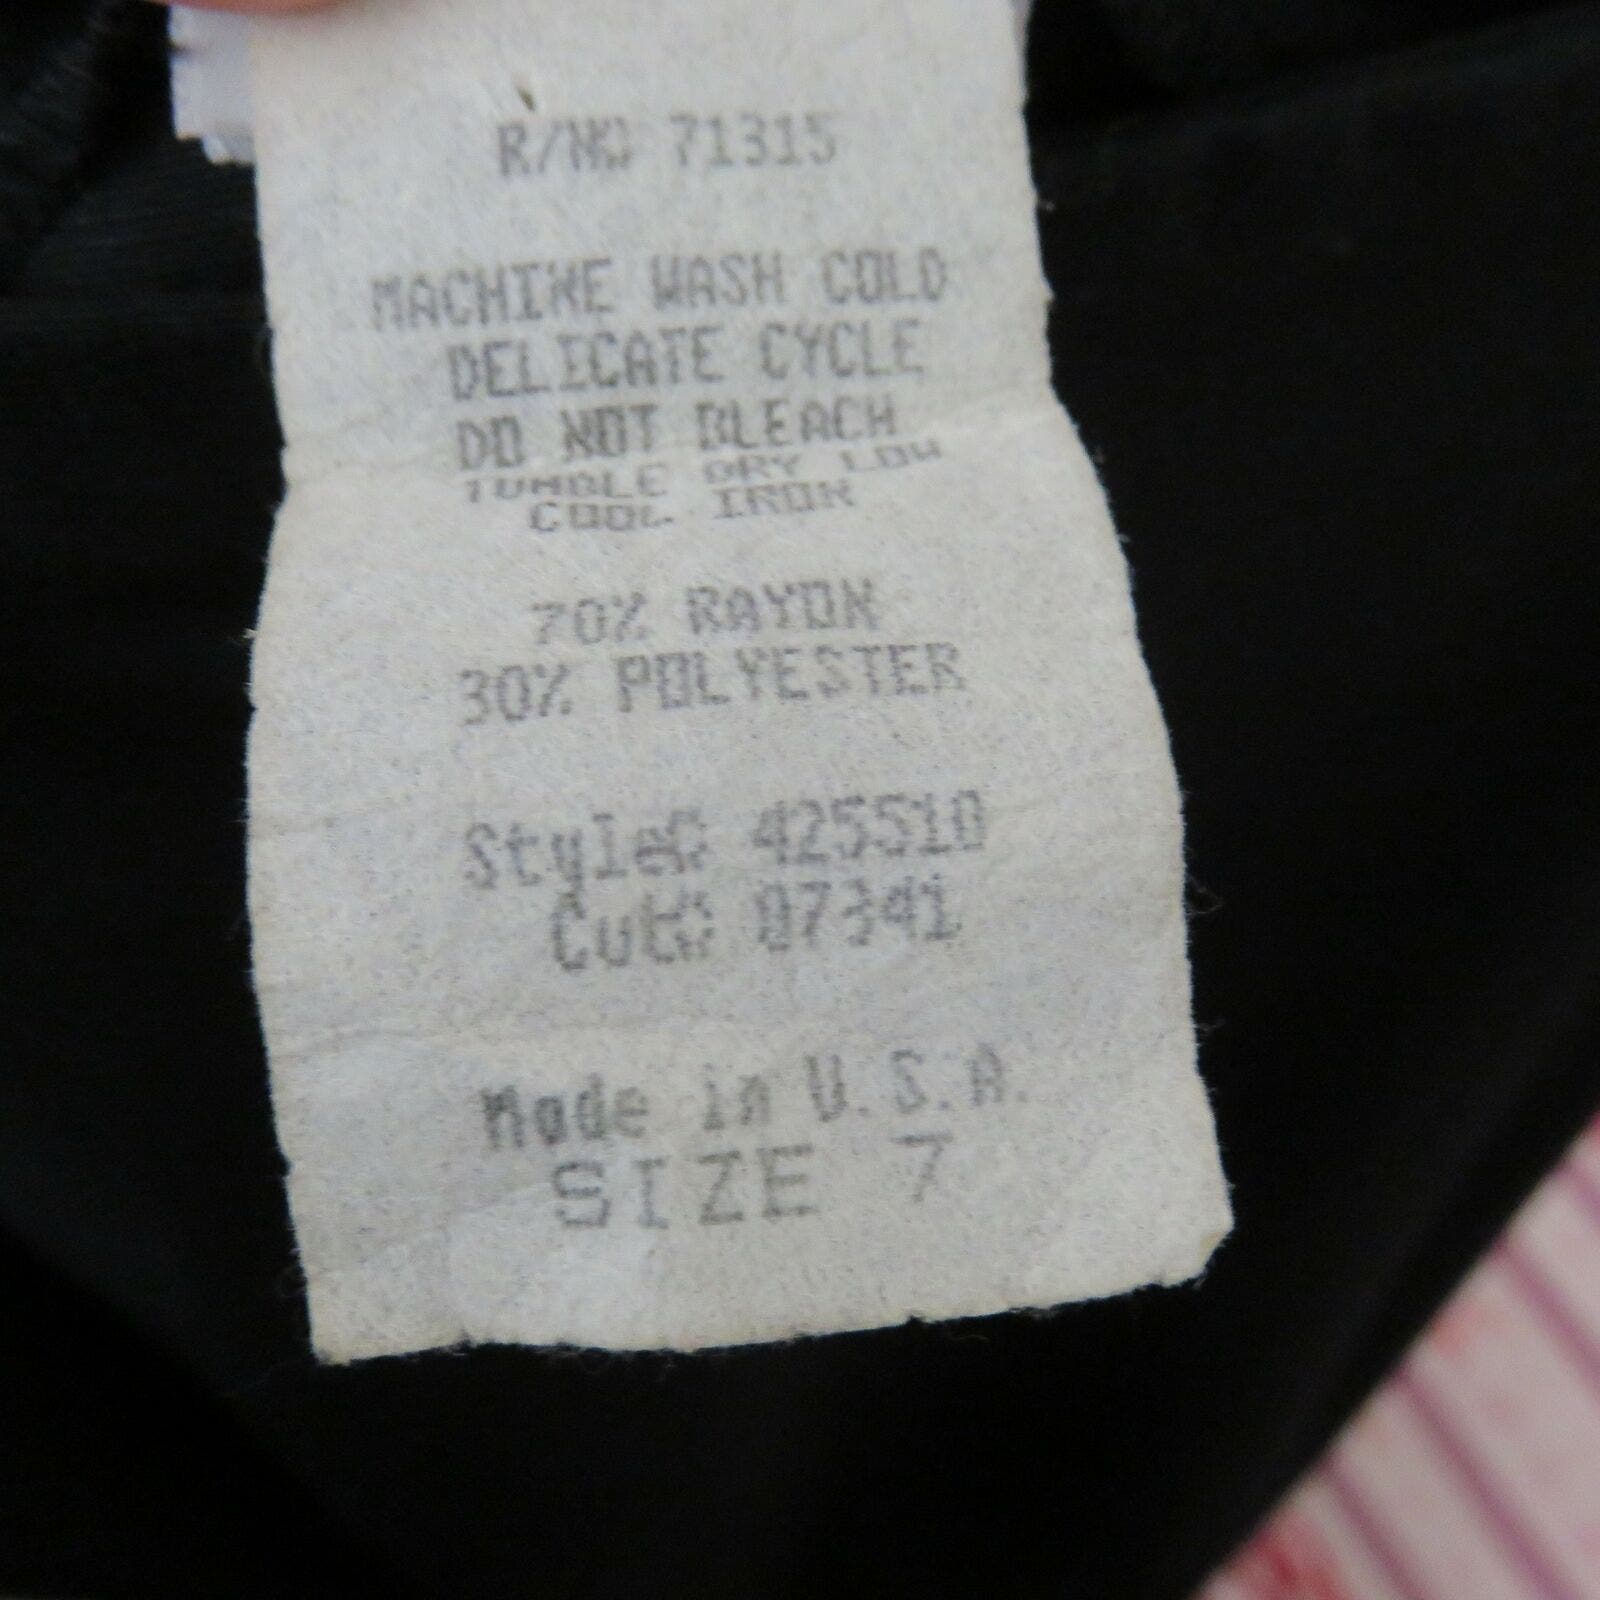 R/N# 71315
MACHINE WASH COLD
DELICATE CYCLE
DO NOT BLEACH
TUMBLE DRY LOW
COOL IRON
70% RAYON
30% POLYESTER
Style# 425510
Cut# 07341
Made in U.S.A.
SIZE 7